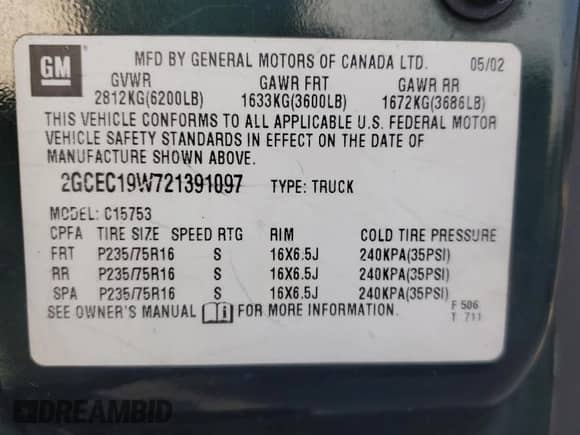 GM
MFD BY GENERAL MOTORS OF CANADA LTD. 05/02
GVWR GAWR FRT GAWR RR
2812KG(6200LB) 1633KG(3600LB) 1672KG(3686LB)
THIS VEHICLE CONFORMS TO ALL APPLICABLE U.S. FEDERAL MOTOR
VEHICLE SAFETY STANDARDS IN EFFECT ON THE DATE OF
MANUFACTURE SHOWN ABOVE.
2GCEC19W721391097 TYPE: TRUCK
MODEL: C15753
CPFA TIRE SIZE SPEED RTG RIM COLD TIRE PRESSURE
FRT P235/75R16 S 16X6.5J 240KPA(35PSI)
RR P235/75R16 S 16X6.5J 240KPA(35PSI)
SPA P235/75R16 S 16X6.5J 240KPA(35PSI)
SEE OWNER'S MANUAL i FOR MORE INFORMATION.
F 506
T 711
DREAMBID